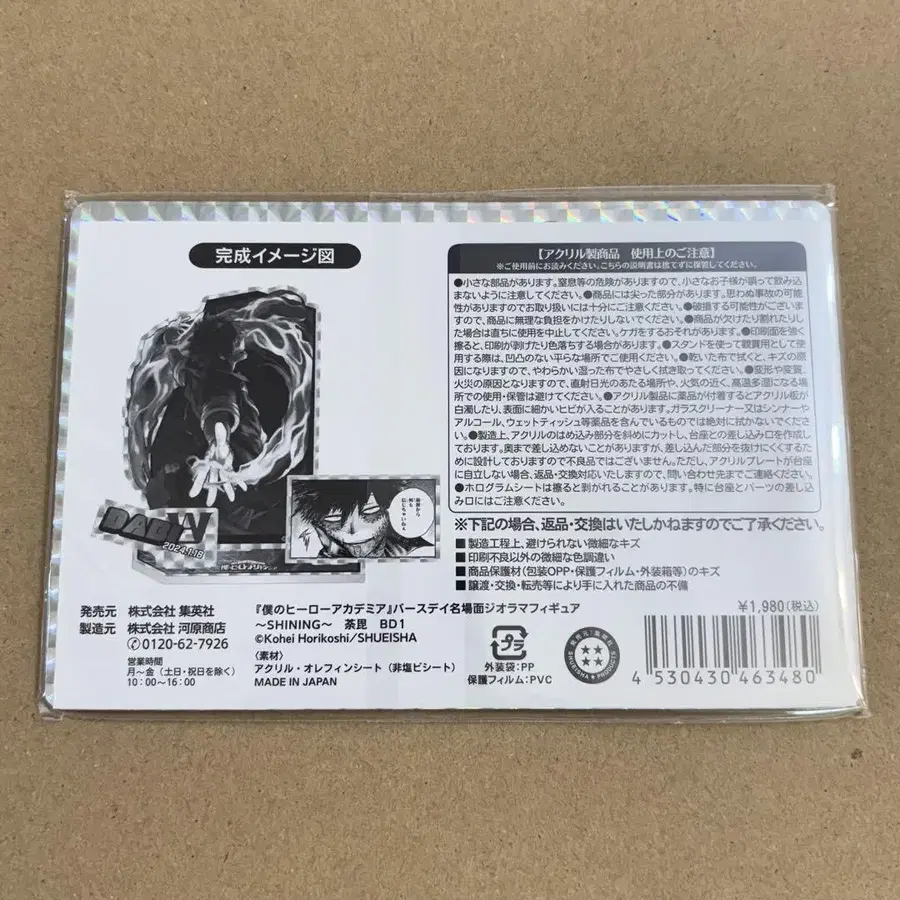 完成イメージ図
DABI
2024.1.18
【アクリル製商品 使用上のご注意】
※ご使用前にお読みください。こちらの説明書は捨てずに保管してください。
●小さな部品があります。窒息等の危険がありますので、小さなお子様が誤って飲み込
まないように注意してください。●商品には尖った部分があります。思わぬ事故の可能
性がありますのでお取り扱いには十分にご注意ください。●破損する可能性がございま
すので、商品に無理な負担をかけたりしないでください。●商品が欠けたり割れたりし
た場合は直ちに使用を中止してください。ケガをするおそれがあります。●印刷面を強く
擦ると、印刷が剥げたり色落ちする場合があります。●スタンドを使って観賞用として使
用する際は、凹凸のない平らな場所でご使用ください。●乾いた布で拭くと、キズの原
因になりますので、やわらかい湿った布でやさしく拭き取ってください。●変形や変質、
火災の原因となりますので、直射日光のあたる場所や、火気の近く、高温多湿になる場
所での使用・保管は避けてください。●アクリル製品に薬品が付着するとアクリル板が
白濁したり、表面に細かいヒビが入ることがあります。ガラスクリーナー又はシンナーや
アルコール、ウェットティッシュ等薬品を含んでいるものでは絶対に拭かないでください。
●製造上、アクリルのはめ込み部分を斜めにカットし、台座との差し込み口を作成して
おります。奥まで差し込めないことがありますが、差し込んだ部分を抜けにくくするた
めに設計しておりますので不良品ではございません。ただし、アクリルプレートが台座
に自立しない場合、返品・交換対応いたしますので、問い合わせ先までご連絡ください。
●ホログラムシートは擦ると剥がれることがあります。特に台座とパーツの差し込
み口にはご注意ください。
※下記の場合、返品・交換はいたしかねますのでご了承ください。
■製造工程上、避けられない微細なキズ
■印刷不良以外の微細な色調違い
■商品保護材(包装OPP・保護フィルム・外装箱等)のキズ
■譲渡・交換・転売等により手に入れた商品の不備
発売元 株式会社 集英社
製造元 株式会社 河原商店
✆0120-62-7926
営業時間
月～金(土日・祝日を除く)
10:00～16:00
『僕のヒーローアカデミア』バースデイ名場面ジオラマフィギュア
～SHINING～ 荼毘 BD1
©Kohei Horikoshi/SHUEISHA
〈素材〉
アクリル・オレフィンシート(非塩ビシート)
MADE IN JAPAN
プラ
外装袋:PP
保護フィルム:PVC
¥1,980(税込)
4 530430 463480